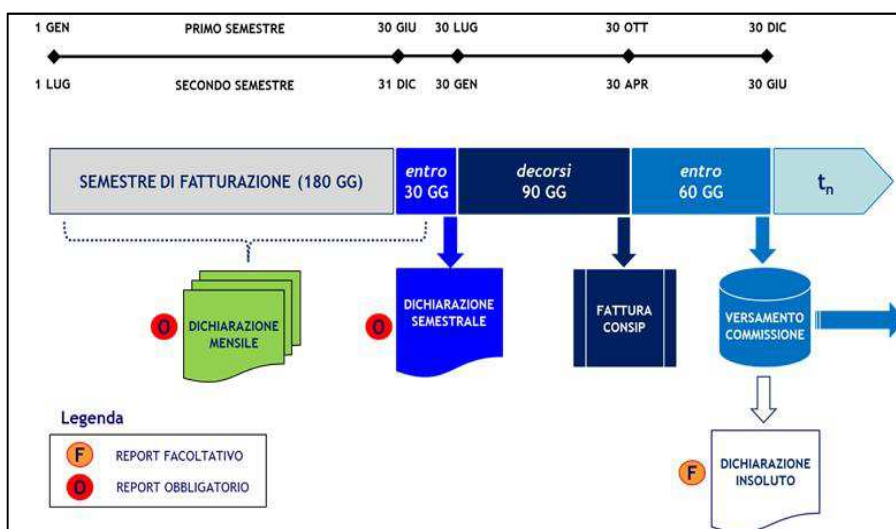 1 GEN PRIMO SEMESTRE 30 GIU 30 LUG 30 OTT 30 DIC
1 LUG SECONDO SEMESTRE 31 DIC 30 GEN 30 APR 30 GIU
SEMESTRE DI FATTURAZIONE (180 GG)
entro
30 GG
decorsi
90 GG
entro
60 GG
tn
O
DICHIARAZIONE
MENSILE
O
DICHIARAZIONE
SEMESTRALE
FATTURA
CONSIP
VERSAMENTO
COMMISSIONE
Legenda
F REPORT FACOLTATIVO
O REPORT OBBLIGATORIO
F
DICHIARAZIONE
INSOLUTO